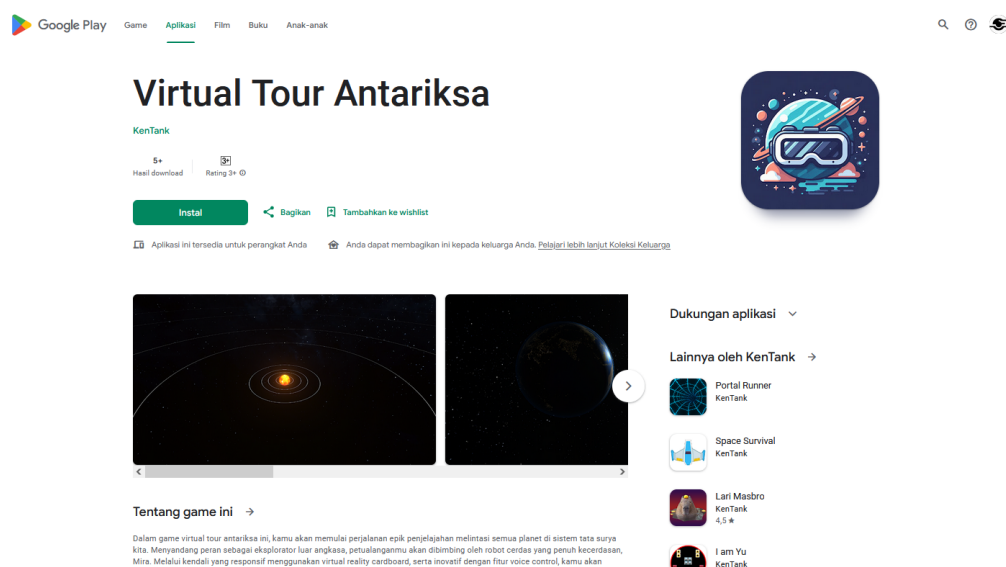 Google Play
Game Aplikasi Film Buku Anak-anak
Virtual Tour Antariksa
KenTank
5+
Hasil download
3+
Rating 3+
Instal
Bagikan
Tambahkan ke wishlist
Aplikasi ini tersedia untuk perangkat Anda
Anda dapat membagikan ini kepada keluarga Anda. Pelajari lebih lanjut Koleksi Keluarga
Dukungan aplikasi
Lainnya oleh KenTank
Portal Runner
KenTank
Space Survival
KenTank
Lari Masbro
KenTank
4,5★
I am Yu
KenTank
Tentang game ini
Dalam game virtual tour antariksa ini, kamu akan memulai perjalanan epik penjelajahan melintasi semua planet di sistem tata surya
kita. Menyandang peran sebagai eksplorator luar angkasa, petualanganmu akan dibimbing oleh robot cerdas yang penuh kecerdasan,
Mira. Melalui kendali yang responsif menggunakan virtual reality cardboard, serta inovatif dengan fitur voice control, kamu akan